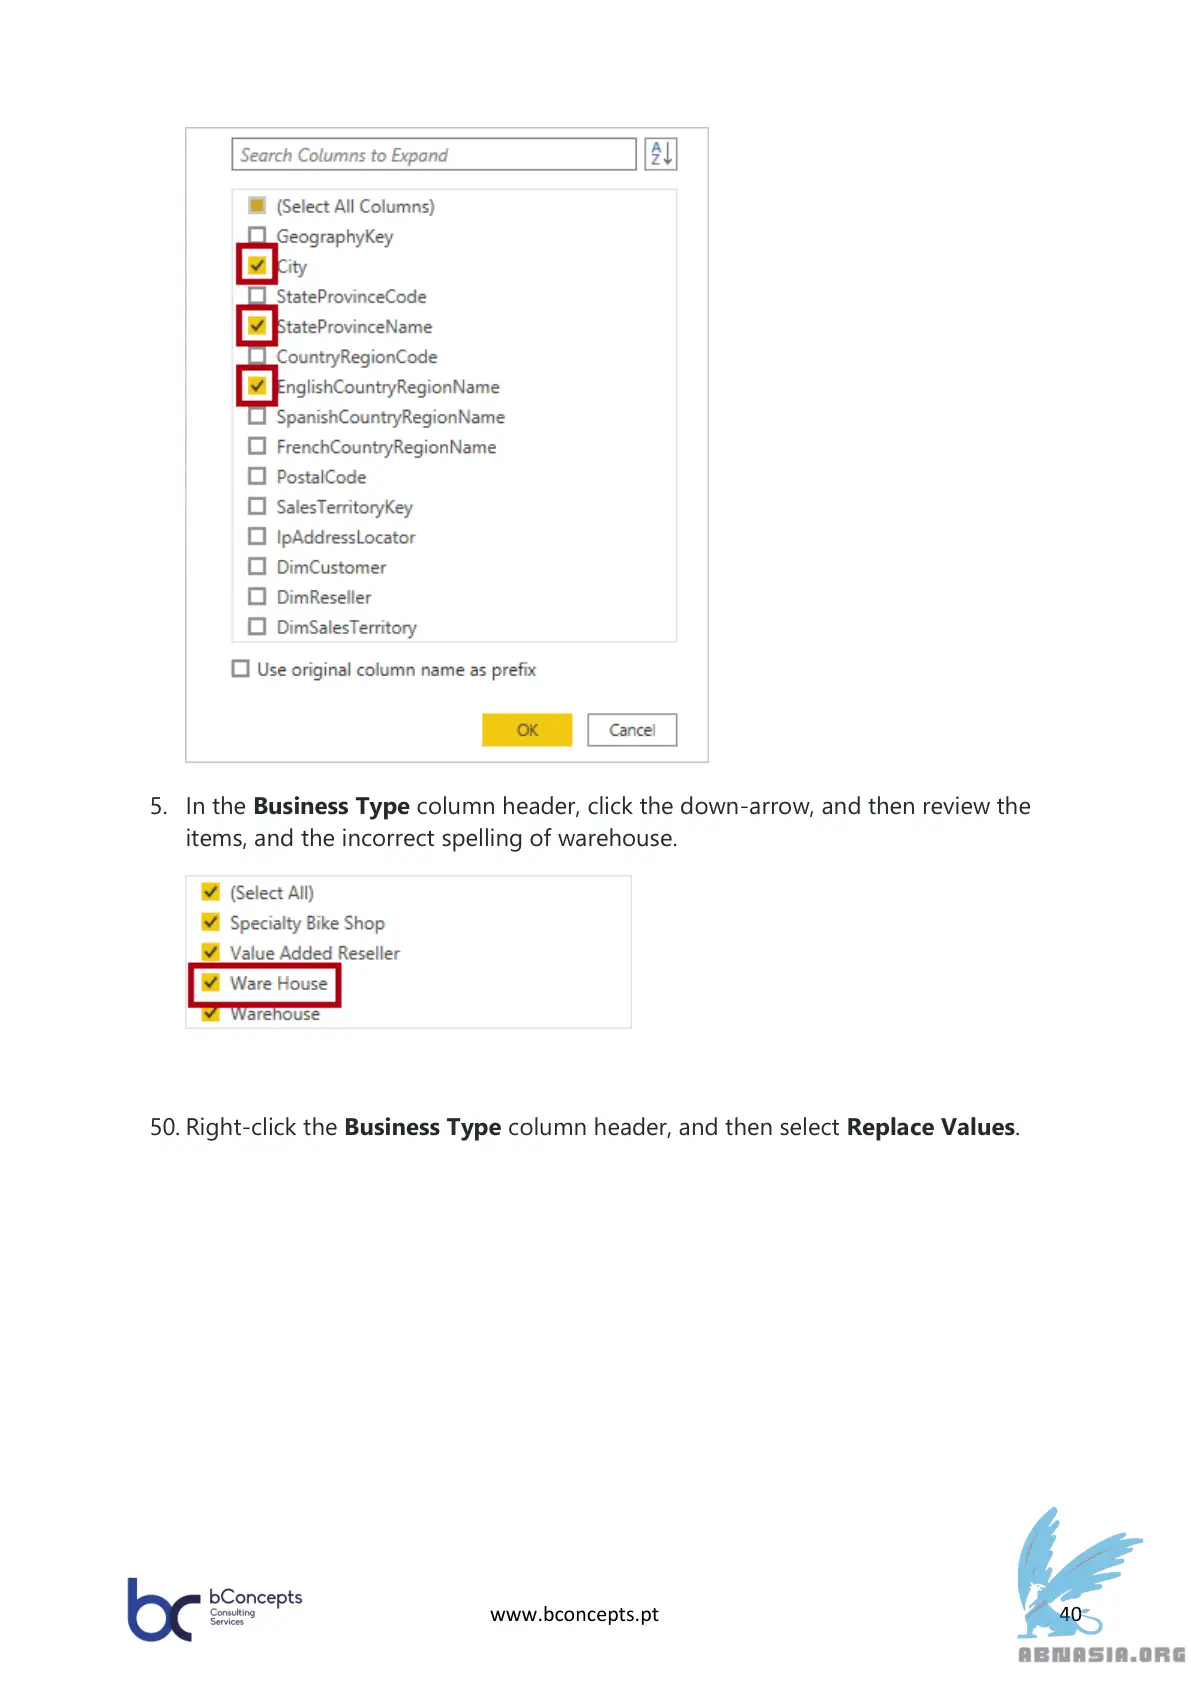 Search Columns to Expand
A
Z
(Select All Columns)
GeographyKey
City
StateProvinceCode
StateProvinceName
CountryRegionCode
EnglishCountryRegionName
SpanishCountryRegionName
FrenchCountryRegionName
PostalCode
SalesTerritoryKey
IpAddressLocator
DimCustomer
DimReseller
DimSalesTerritory
Use original column name as prefix
OK Cancel
5. In the Business Type column header, click the down-arrow, and then review the
items, and the incorrect spelling of warehouse.
(Select All)
Specialty Bike Shop
Value Added Reseller
Ware House
Warehouse
50. Right-click the Business Type column header, and then select Replace Values.
bc bConcepts
Consulting
Services
www.bconcepts.pt
40
ABNASIA.ORG